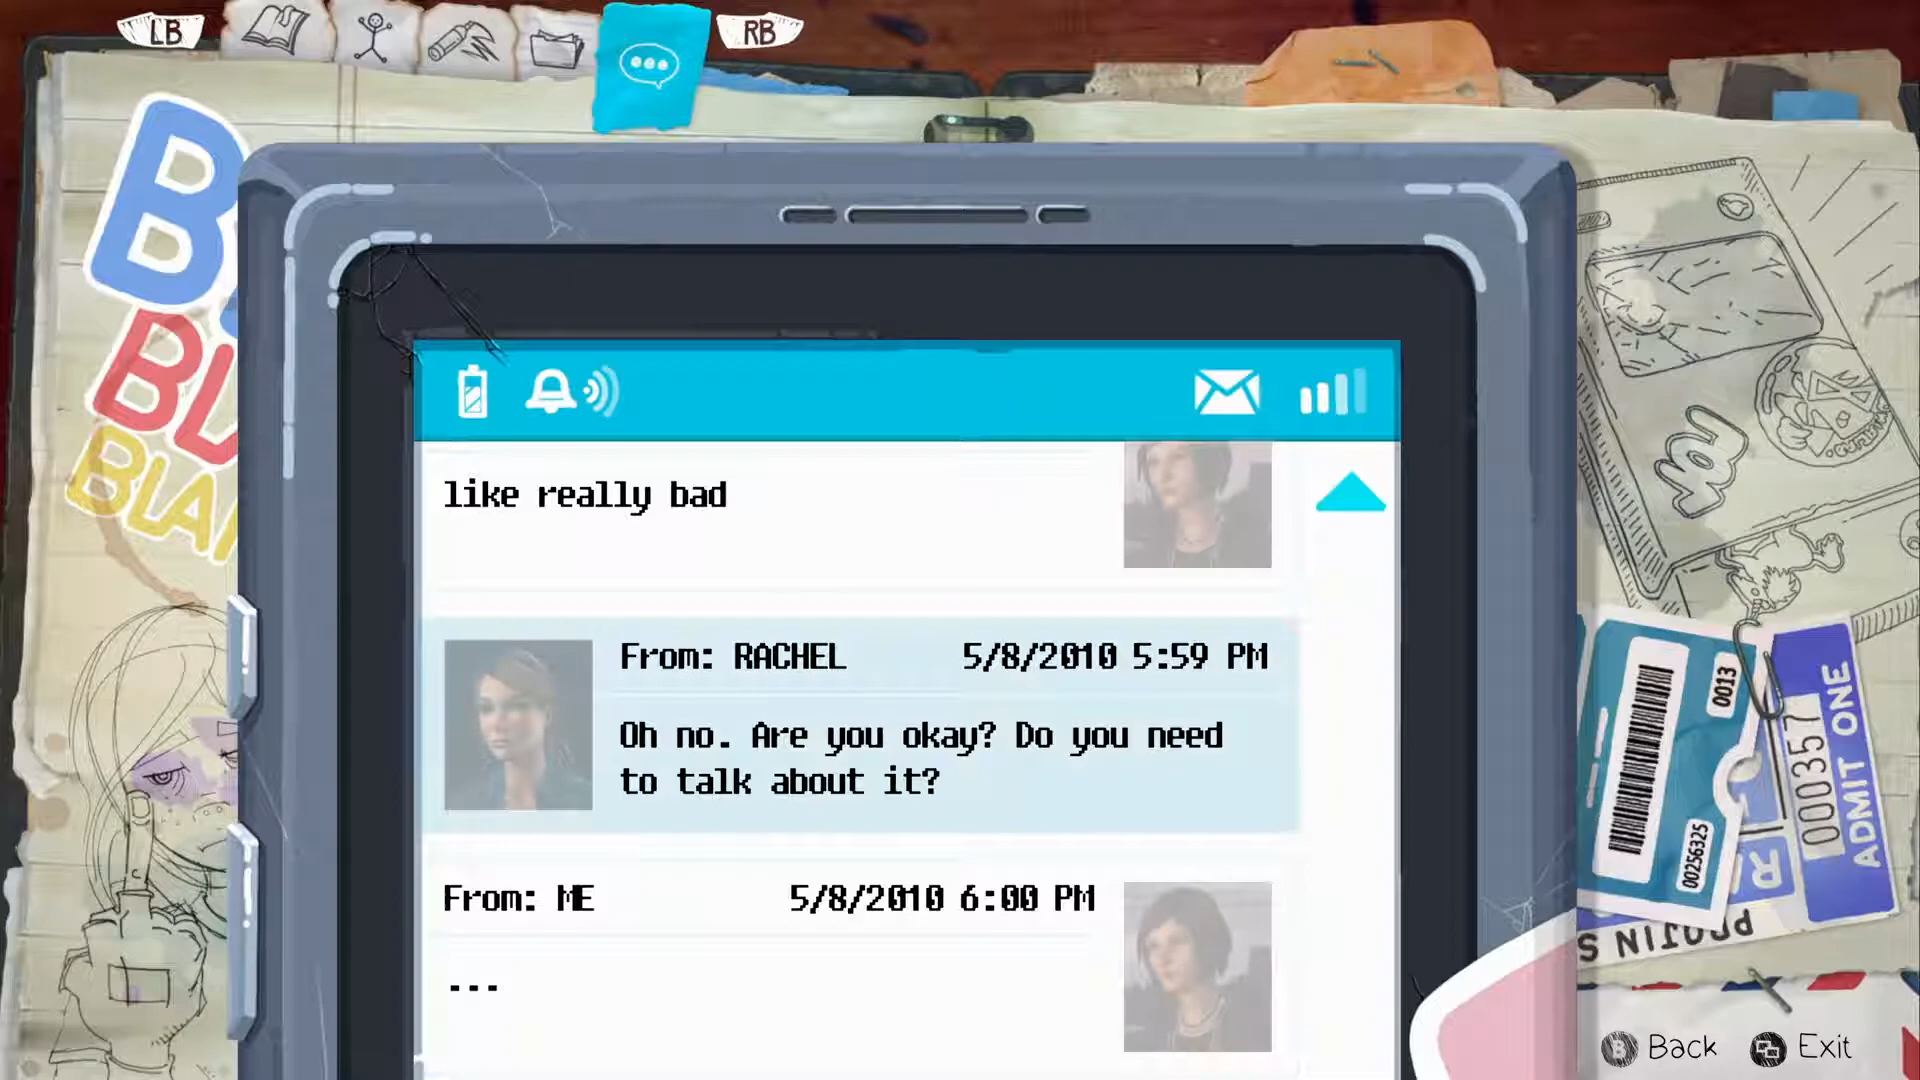 LB
RB
like really bad
From: RACHEL 5/8/2010 5:59 PM
Oh no. Are you okay? Do you need
to talk about it?
From: ME 5/8/2010 6:00 PM
...
BLA
0013
00256325
000357
ADMIT ONE
Back
Exit